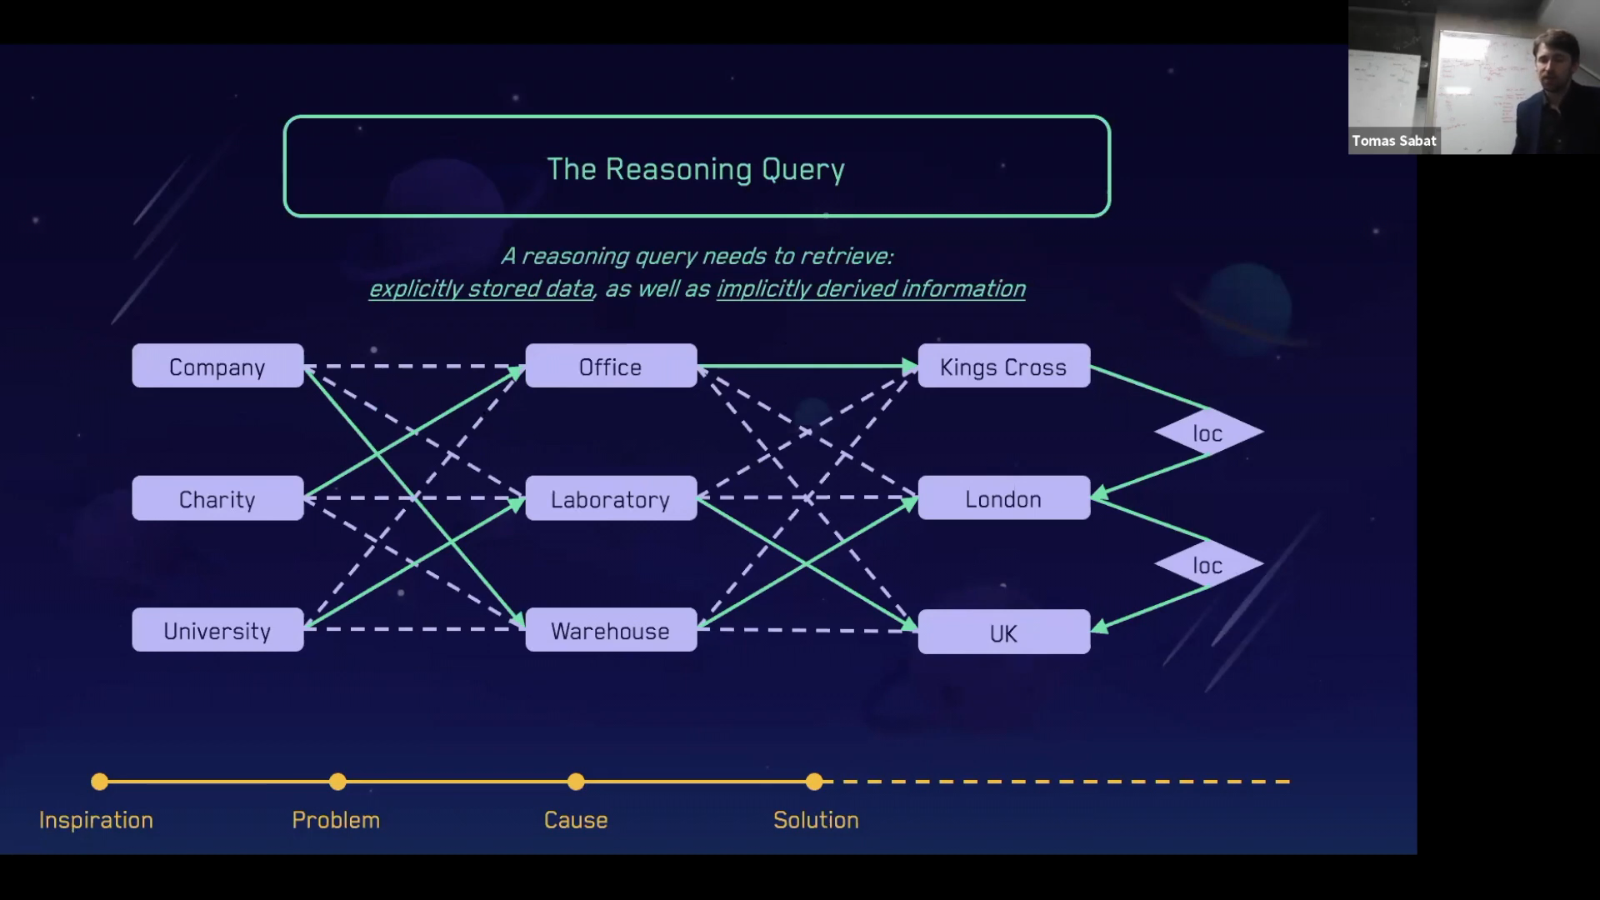 Tomas Sabat
The Reasoning Query
A reasoning query needs to retrieve:
explicitly stored data, as well as implicitly derived information
Company
Office
Kings Cross
loc
Charity
Laboratory
London
loc
University
Warehouse
UK
Inspiration
Problem
Cause
Solution